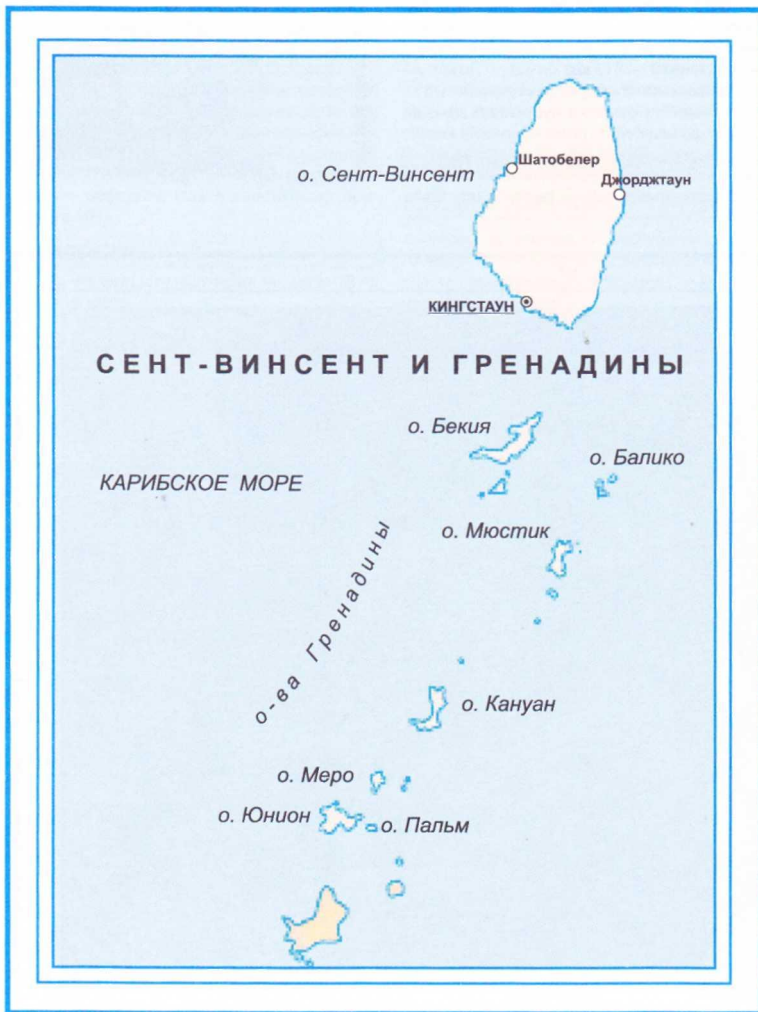 Шатобелер
о. Сент-Винсент
Джорджтаун
КИНГСТАУН
СЕНТ-ВИНСЕНТ И ГРЕНАДИНЫ
о. Бекия
о. Балико
КАРИБСКОЕ МОРЕ
о. Мюстик
о-ва Гренадины
о. Кануан
о. Меро
о. Юнион
о. Пальм